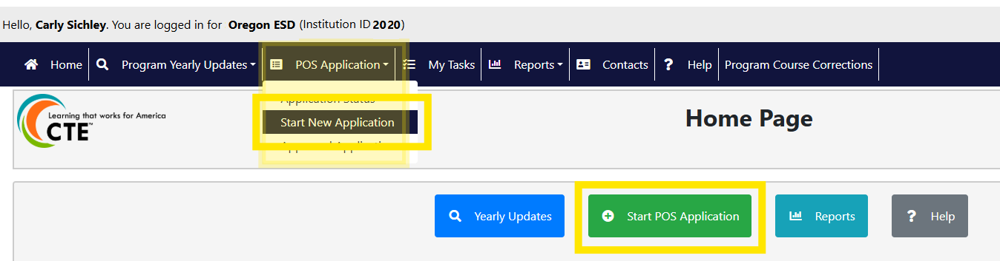 Hello, Carly Sichley. You are logged in for Oregon ESD (Institution ID 2020)
Home Program Yearly Updates POS Application My Tasks Reports Contacts ? Help Program Course Corrections
Application Status
Start New Application
Learning that works for America
CTE™
Home Page
Yearly Updates Start POS Application Reports ? Help